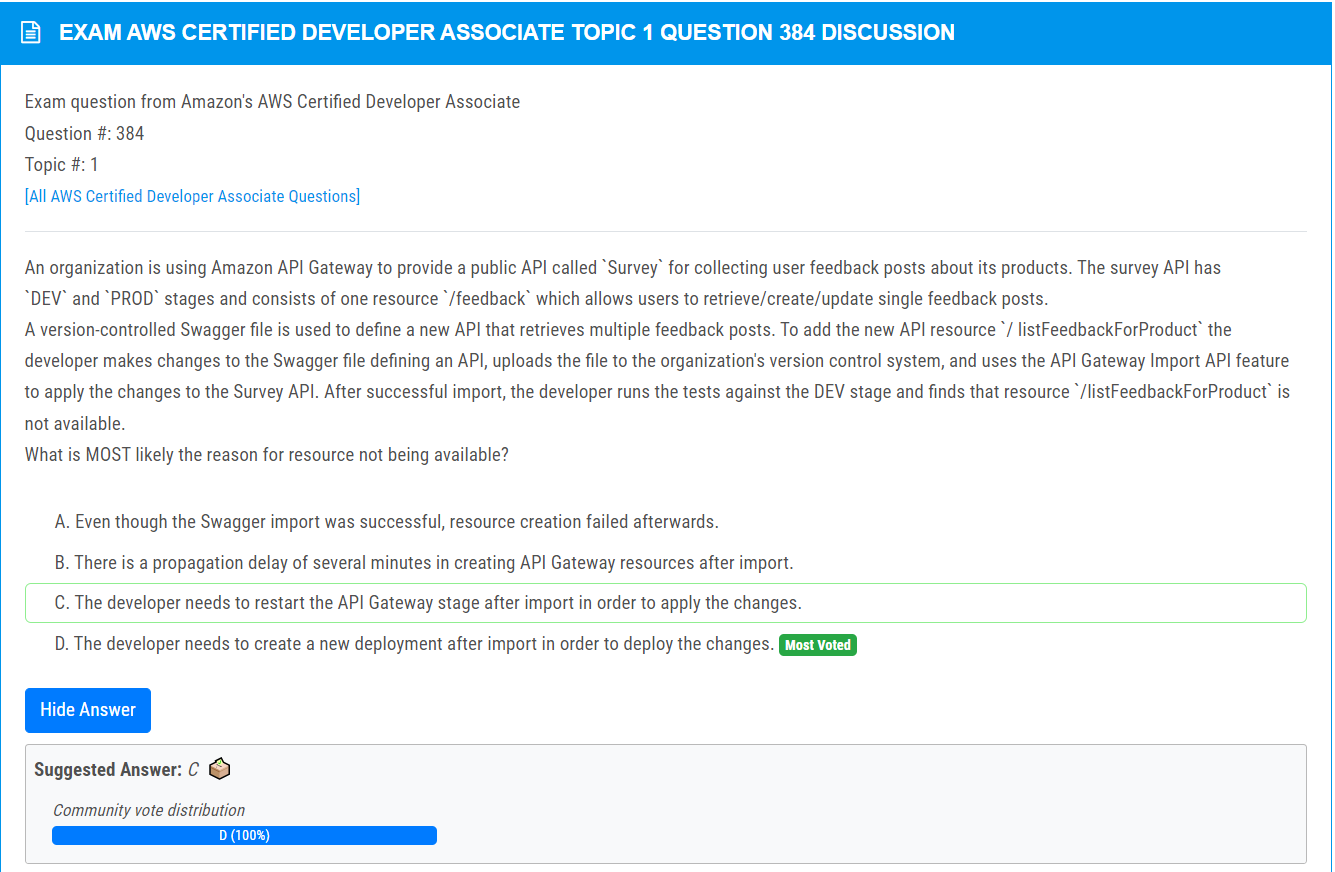 EXAM AWS CERTIFIED DEVELOPER ASSOCIATE TOPIC 1 QUESTION 384 DISCUSSION
Exam question from Amazon's AWS Certified Developer Associate
Question #: 384
Topic #: 1
[All AWS Certified Developer Associate Questions]
An organization is using Amazon API Gateway to provide a public API called `Survey` for collecting user feedback posts about its products. The survey API has
`DEV` and `PROD` stages and consists of one resource `/feedback` which allows users to retrieve/create/update single feedback posts.
A version-controlled Swagger file is used to define a new API that retrieves multiple feedback posts. To add the new API resource `/ listFeedbackForProduct` the
developer makes changes to the Swagger file defining an API, uploads the file to the organization's version control system, and uses the API Gateway Import API feature
to apply the changes to the Survey API. After successful import, the developer runs the tests against the DEV stage and finds that resource `/listFeedbackForProduct` is
not available.
What is MOST likely the reason for resource not being available?
A. Even though the Swagger import was successful, resource creation failed afterwards.
B. There is a propagation delay of several minutes in creating API Gateway resources after import.
C. The developer needs to restart the API Gateway stage after import in order to apply the changes.
D. The developer needs to create a new deployment after import in order to deploy the changes. Most Voted
Hide Answer
Suggested Answer: C
Community vote distribution
D (100%)